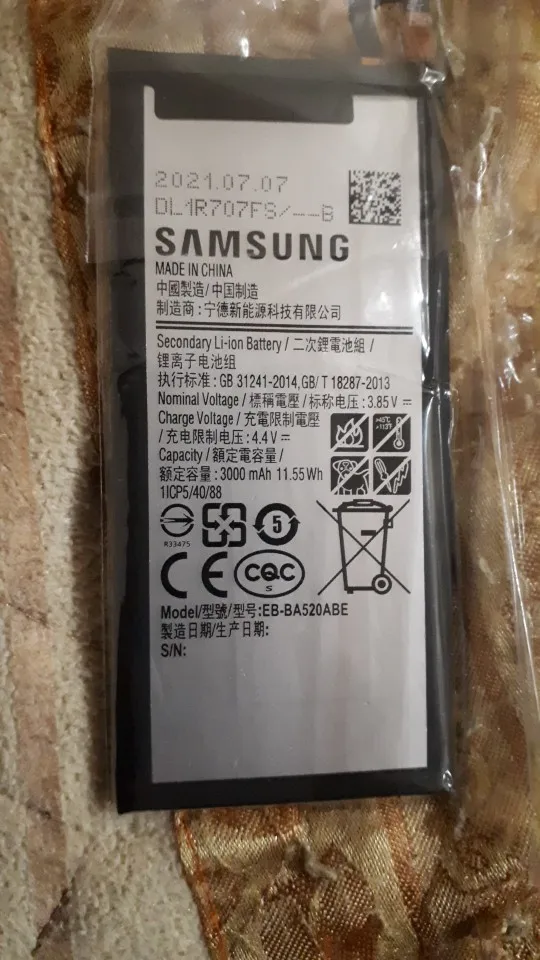 2021.07.07
DL1R707FS/--B
SAMSUNG
MADE IN CHINA
中國製造/中国制造
制造商:宁德新能源科技有限公司
Secondary Li-ion Battery / 二次鋰電池組 /
锂离子电池组
执行标准:GB 31241-2014,GB/T 18287-2013
Nominal Voltage / 標稱電壓 / 标称电压:3.85V⎓
Charge Voltage / 充電限制電壓
/ 充电限制电压:4.4V⎓
Capacity / 額定電容量/
额定容量:3000 mAh 11.55Wh
1ICP5/40/88
R33475
5
CE CQC
S
Model/型號/型号:EB-BA520ABE
製造日期/生产日期:
S/N: